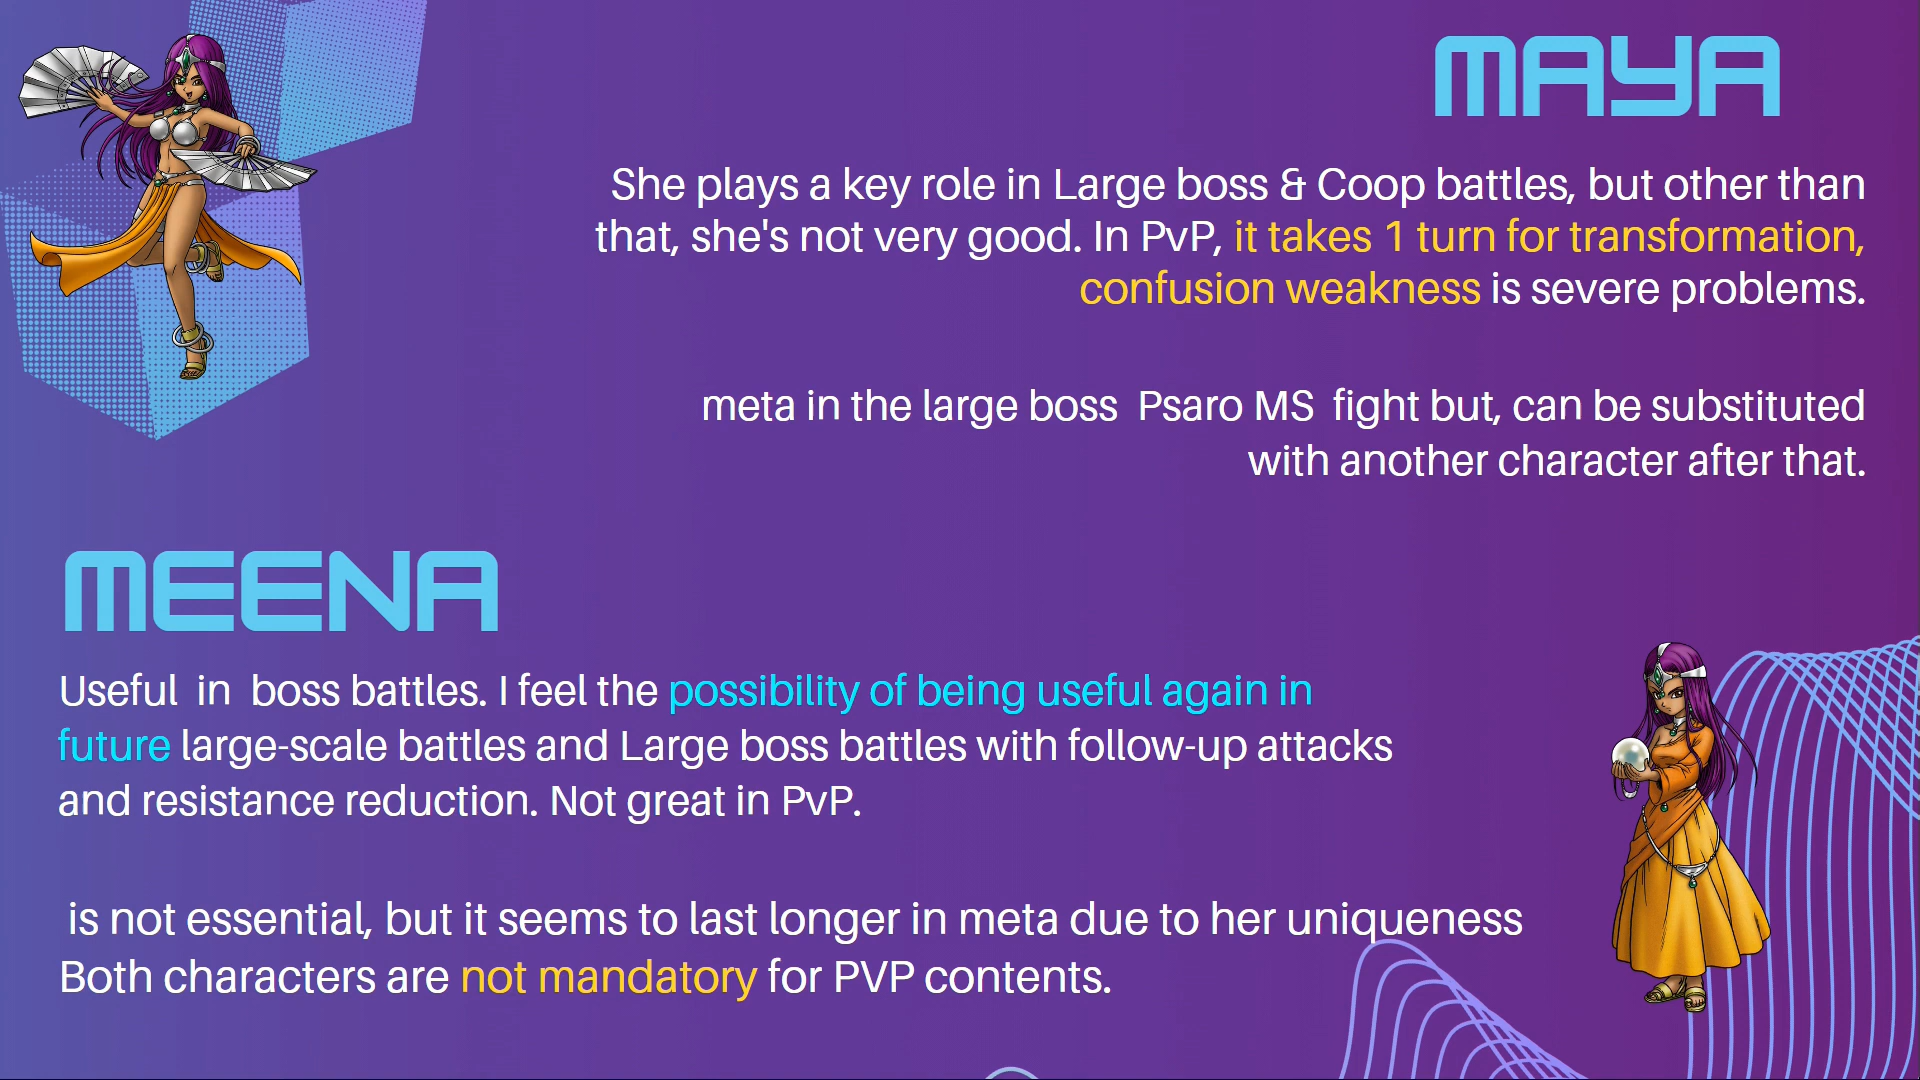 MAYA
She plays a key role in Large boss & Coop battles, but other than
that, she's not very good. In PvP, it takes 1 turn for transformation,
confusion weakness is severe problems.
meta in the large boss Psaro MS fight but, can be substituted
with another character after that.
MEENA
Useful in boss battles. I feel the possibility of being useful again in
future large-scale battles and Large boss battles with follow-up attacks
and resistance reduction. Not great in PvP.
is not essential, but it seems to last longer in meta due to her uniqueness
Both characters are not mandatory for PVP contents.